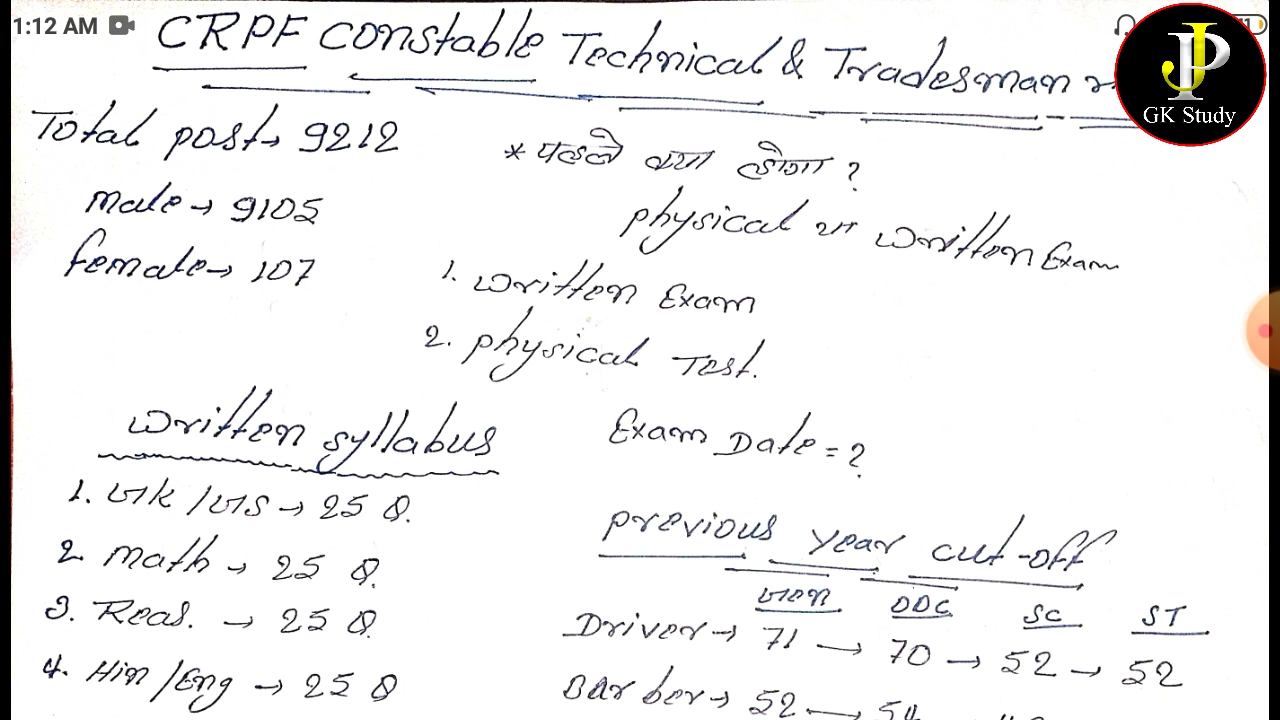 1:12 AM
CRPF Constable Technical & Tradesman
JP
GK Study
Total post → 9212
male → 9105
female → 107
* पहले क्या होगा ?
physical या written Exam
1. written Exam
2. physical Test.
written syllabus
1. GK/GS → 25 Q.
2. Math → 25 Q.
3. Reas. → 25 Q.
4. Hin/Eng → 25 Q
Exam Date = ?
previous year cut-off
Gen OBC SC ST
Driver → 71 → 70 → 52 → 52
Barber → 52 → 54